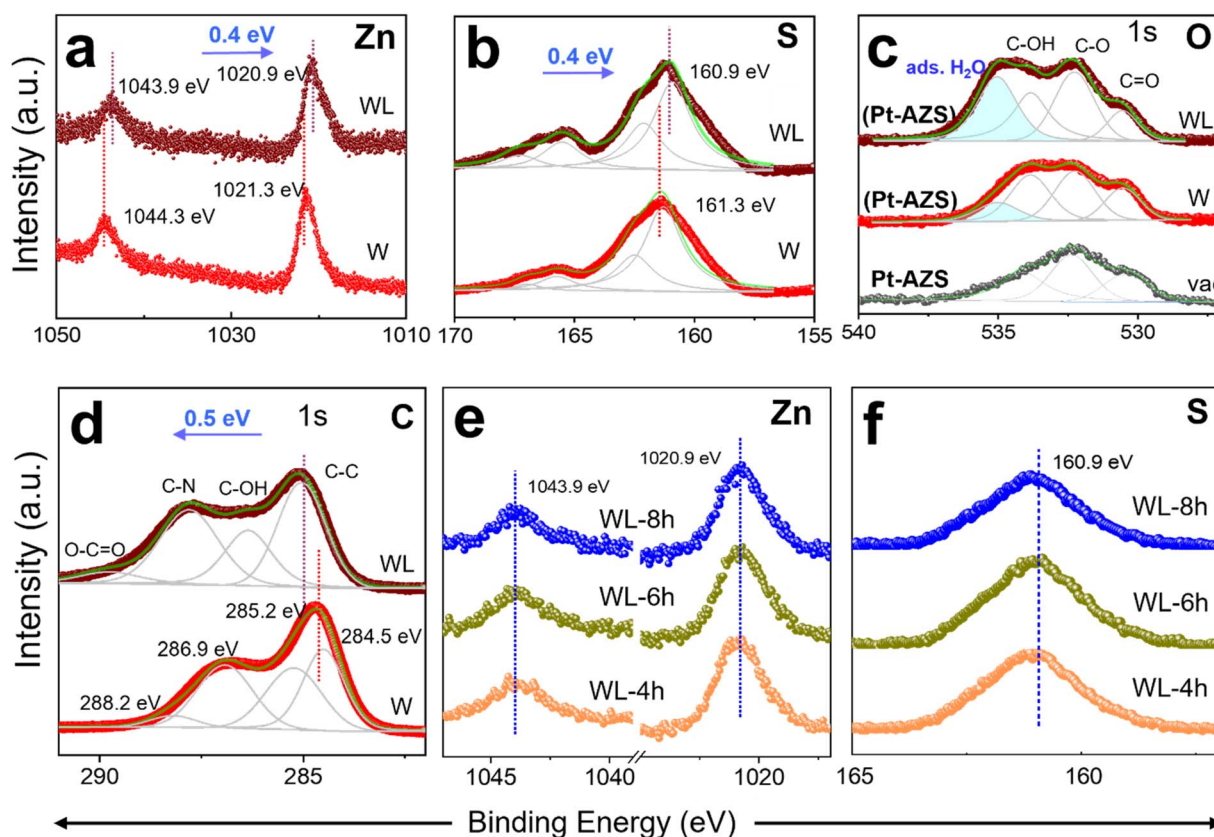 Intensity (a.u.)
a
0.4 eV
Zn
1043.9 eV
1020.9 eV
WL
1021.3 eV
1044.3 eV
W
1050
1030
1010
b
S
0.4 eV
160.9 eV
WL
161.3 eV
W
170
165
160
155
c
1s
O
C-OH
C-O
ads. H₂O
C=O
(Pt-AZS)
WL
(Pt-AZS)
W
Pt-AZS
vac
540
535
530
Intensity (a.u.)
d
0.5 eV
1s
C
C-C
C-N
C-OH
O-C=O
WL
285.2 eV
284.5 eV
286.9 eV
288.2 eV
W
290
285
e
Zn
1020.9 eV
1043.9 eV
WL-8h
WL-6h
WL-4h
1045
1040
1020
f
S
160.9 eV
WL-8h
WL-6h
WL-4h
165
160
Binding Energy (eV)